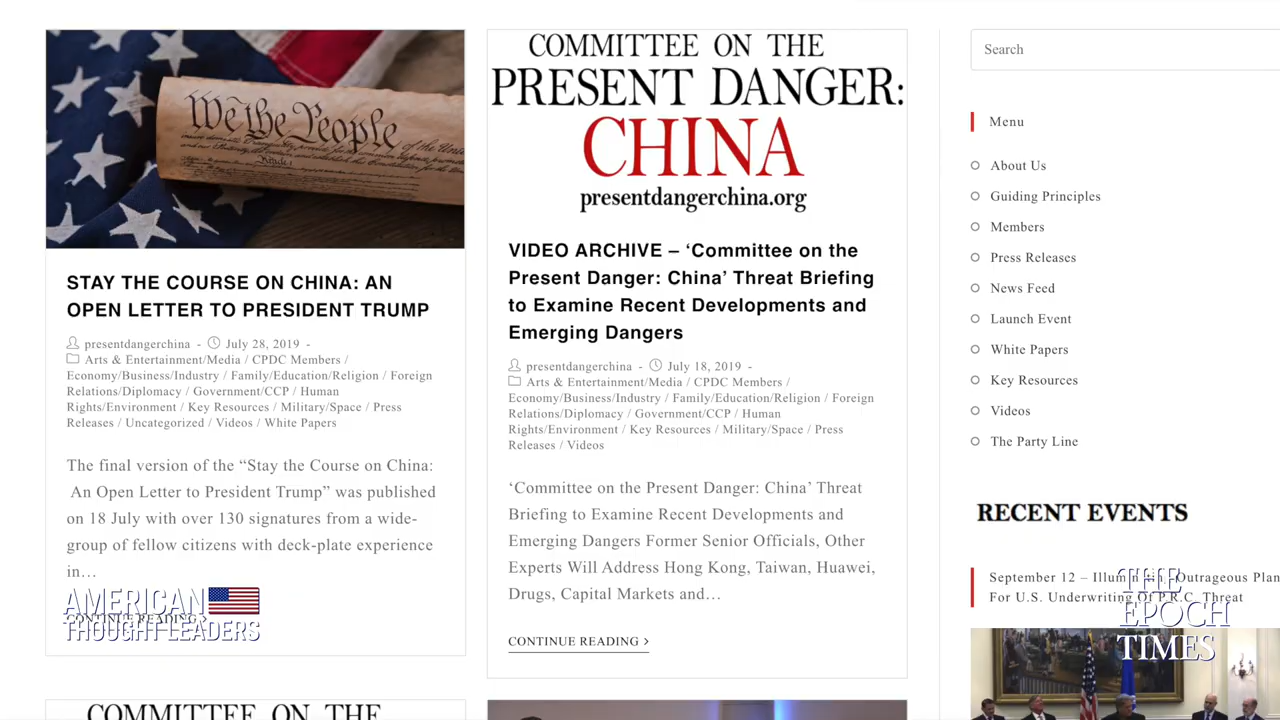 We the People
Article I
STAY THE COURSE ON CHINA: AN
OPEN LETTER TO PRESIDENT TRUMP
presentdangerchina - July 28, 2019 -
Arts & Entertainment/Media / CPDC Members /
Economy/Business/Industry / Family/Education/Religion / Foreign
Relations/Diplomacy / Government/CCP / Human
Rights/Environment / Key Resources / Military/Space / Press
Releases / Uncategorized / Videos / White Papers
The final version of the “Stay the Course on China:
An Open Letter to President Trump” was published
on 18 July with over 130 signatures from a wide-
group of fellow citizens with deck-plate experience
in…
CONTINUE READING
AMERICAN
THOUGHT LEADERS
COMMITTEE ON THE
COMMITTEE ON THE
PRESENT DANGER:
CHINA
presentdangerchina.org
VIDEO ARCHIVE – ‘Committee on the
Present Danger: China’ Threat Briefing
to Examine Recent Developments and
Emerging Dangers
presentdangerchina - July 18, 2019 -
Arts & Entertainment/Media / CPDC Members /
Economy/Business/Industry / Family/Education/Religion / Foreign
Relations/Diplomacy / Government/CCP / Human
Rights/Environment / Key Resources / Military/Space / Press
Releases / Videos
‘Committee on the Present Danger: China’ Threat
Briefing to Examine Recent Developments and
Emerging Dangers Former Senior Officials, Other
Experts Will Address Hong Kong, Taiwan, Huawei,
Drugs, Capital Markets and…
CONTINUE READING >
Search
Menu
About Us
Guiding Principles
Members
Press Releases
News Feed
Launch Event
White Papers
Key Resources
Videos
The Party Line
RECENT EVENTS
September 12 – Outrageous
For U.S. Underwriting Of P.R.C. Threat
THE
EPOCH
TIMES